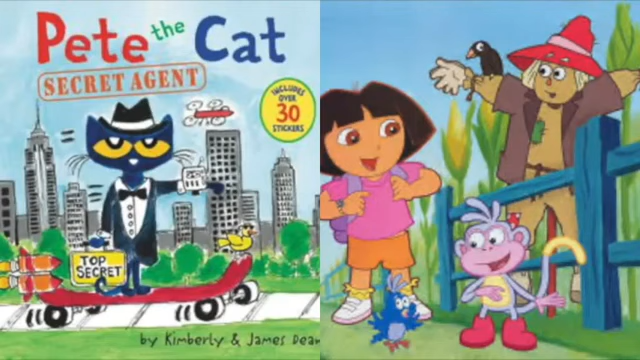 Pete the Cat
SECRET AGENT
INCLUDES
OVER
30
STICKERS
TOP
SECRET
by Kimberly & James Dean